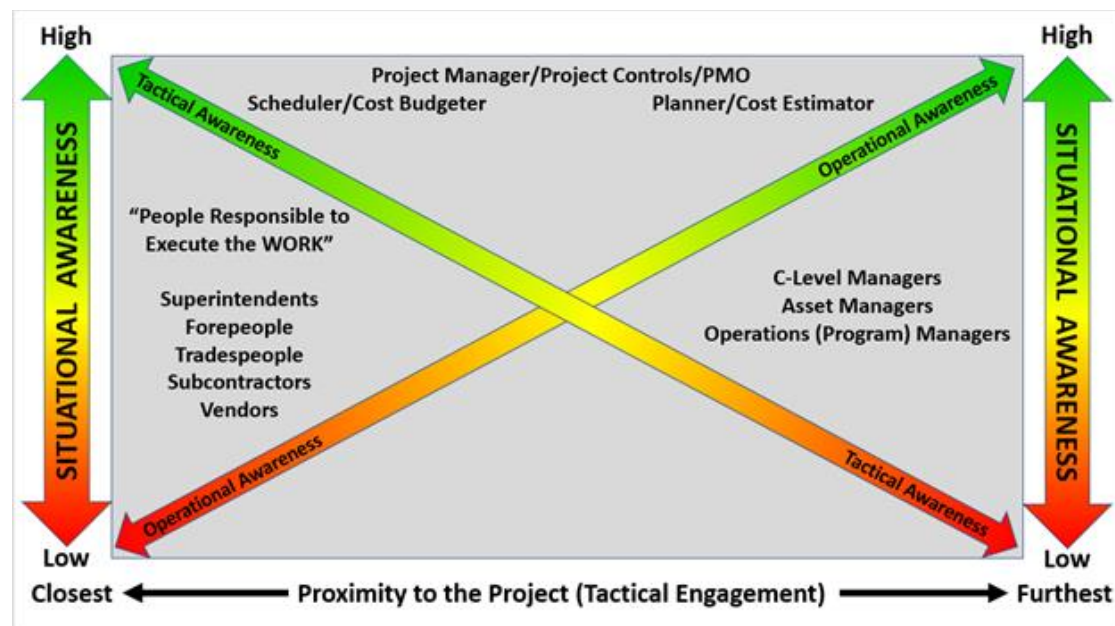 High
High
Project Manager/Project Controls/PMO
Scheduler/Cost Budgeter
Planner/Cost Estimator
Tactical Awareness
Operational Awareness
SITUATIONAL AWARENESS
SITUATIONAL AWARENESS
“People Responsible to
Execute the WORK”
Superintendents
Forepeople
Tradespeople
Subcontractors
Vendors
C-Level Managers
Asset Managers
Operations (Program) Managers
Operational Awareness
Tactical Awareness
Low
Low
Closest
Proximity to the Project (Tactical Engagement)
Furthest